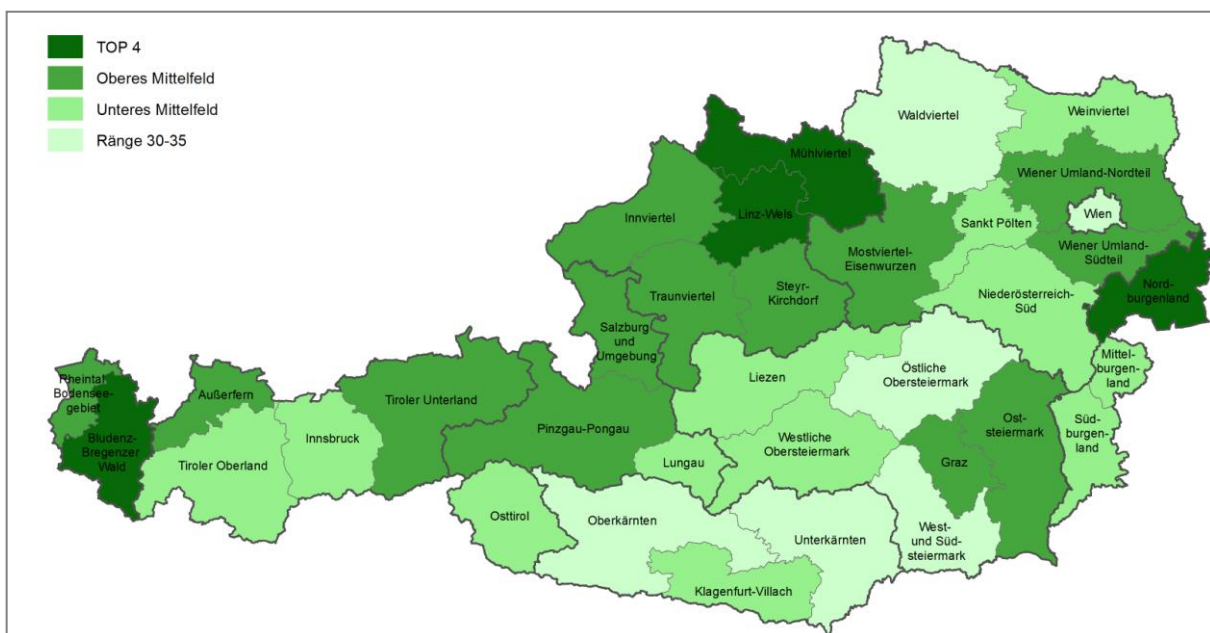 TOP 4
Oberes Mittelfeld
Unteres Mittelfeld
Ränge 30-35
Waldviertel
Weinviertel
Mühlviertel
Wiener Umland-Nordteil
Innviertel
Linz-Wels
Sankt Pölten
Wien
Mostviertel-
Eisenwurzen
Wiener Umland-
Südteil
Nord-
burgenland
Traunviertel
Steyr-
Kirchdorf
Niederösterreich-
Süd
Salzburg
und
Umgebung
Mittel-
burgen-
land
Rheintal
Bodensee-
gebiet
Außerfern
Tiroler Unterland
Liezen
Östliche
Obersteiermark
Bludenz-
Bregenzer
Wald
Innsbruck
Pinzgau-Pongau
Ost-
steiermark
Süd-
burgen-
land
Tiroler Oberland
Westliche
Obersteiermark
Lungau
Graz
Osttirol
Oberkärnten
Unterkärnten
West-
und Süd-
steiermark
Klagenfurt-Villach